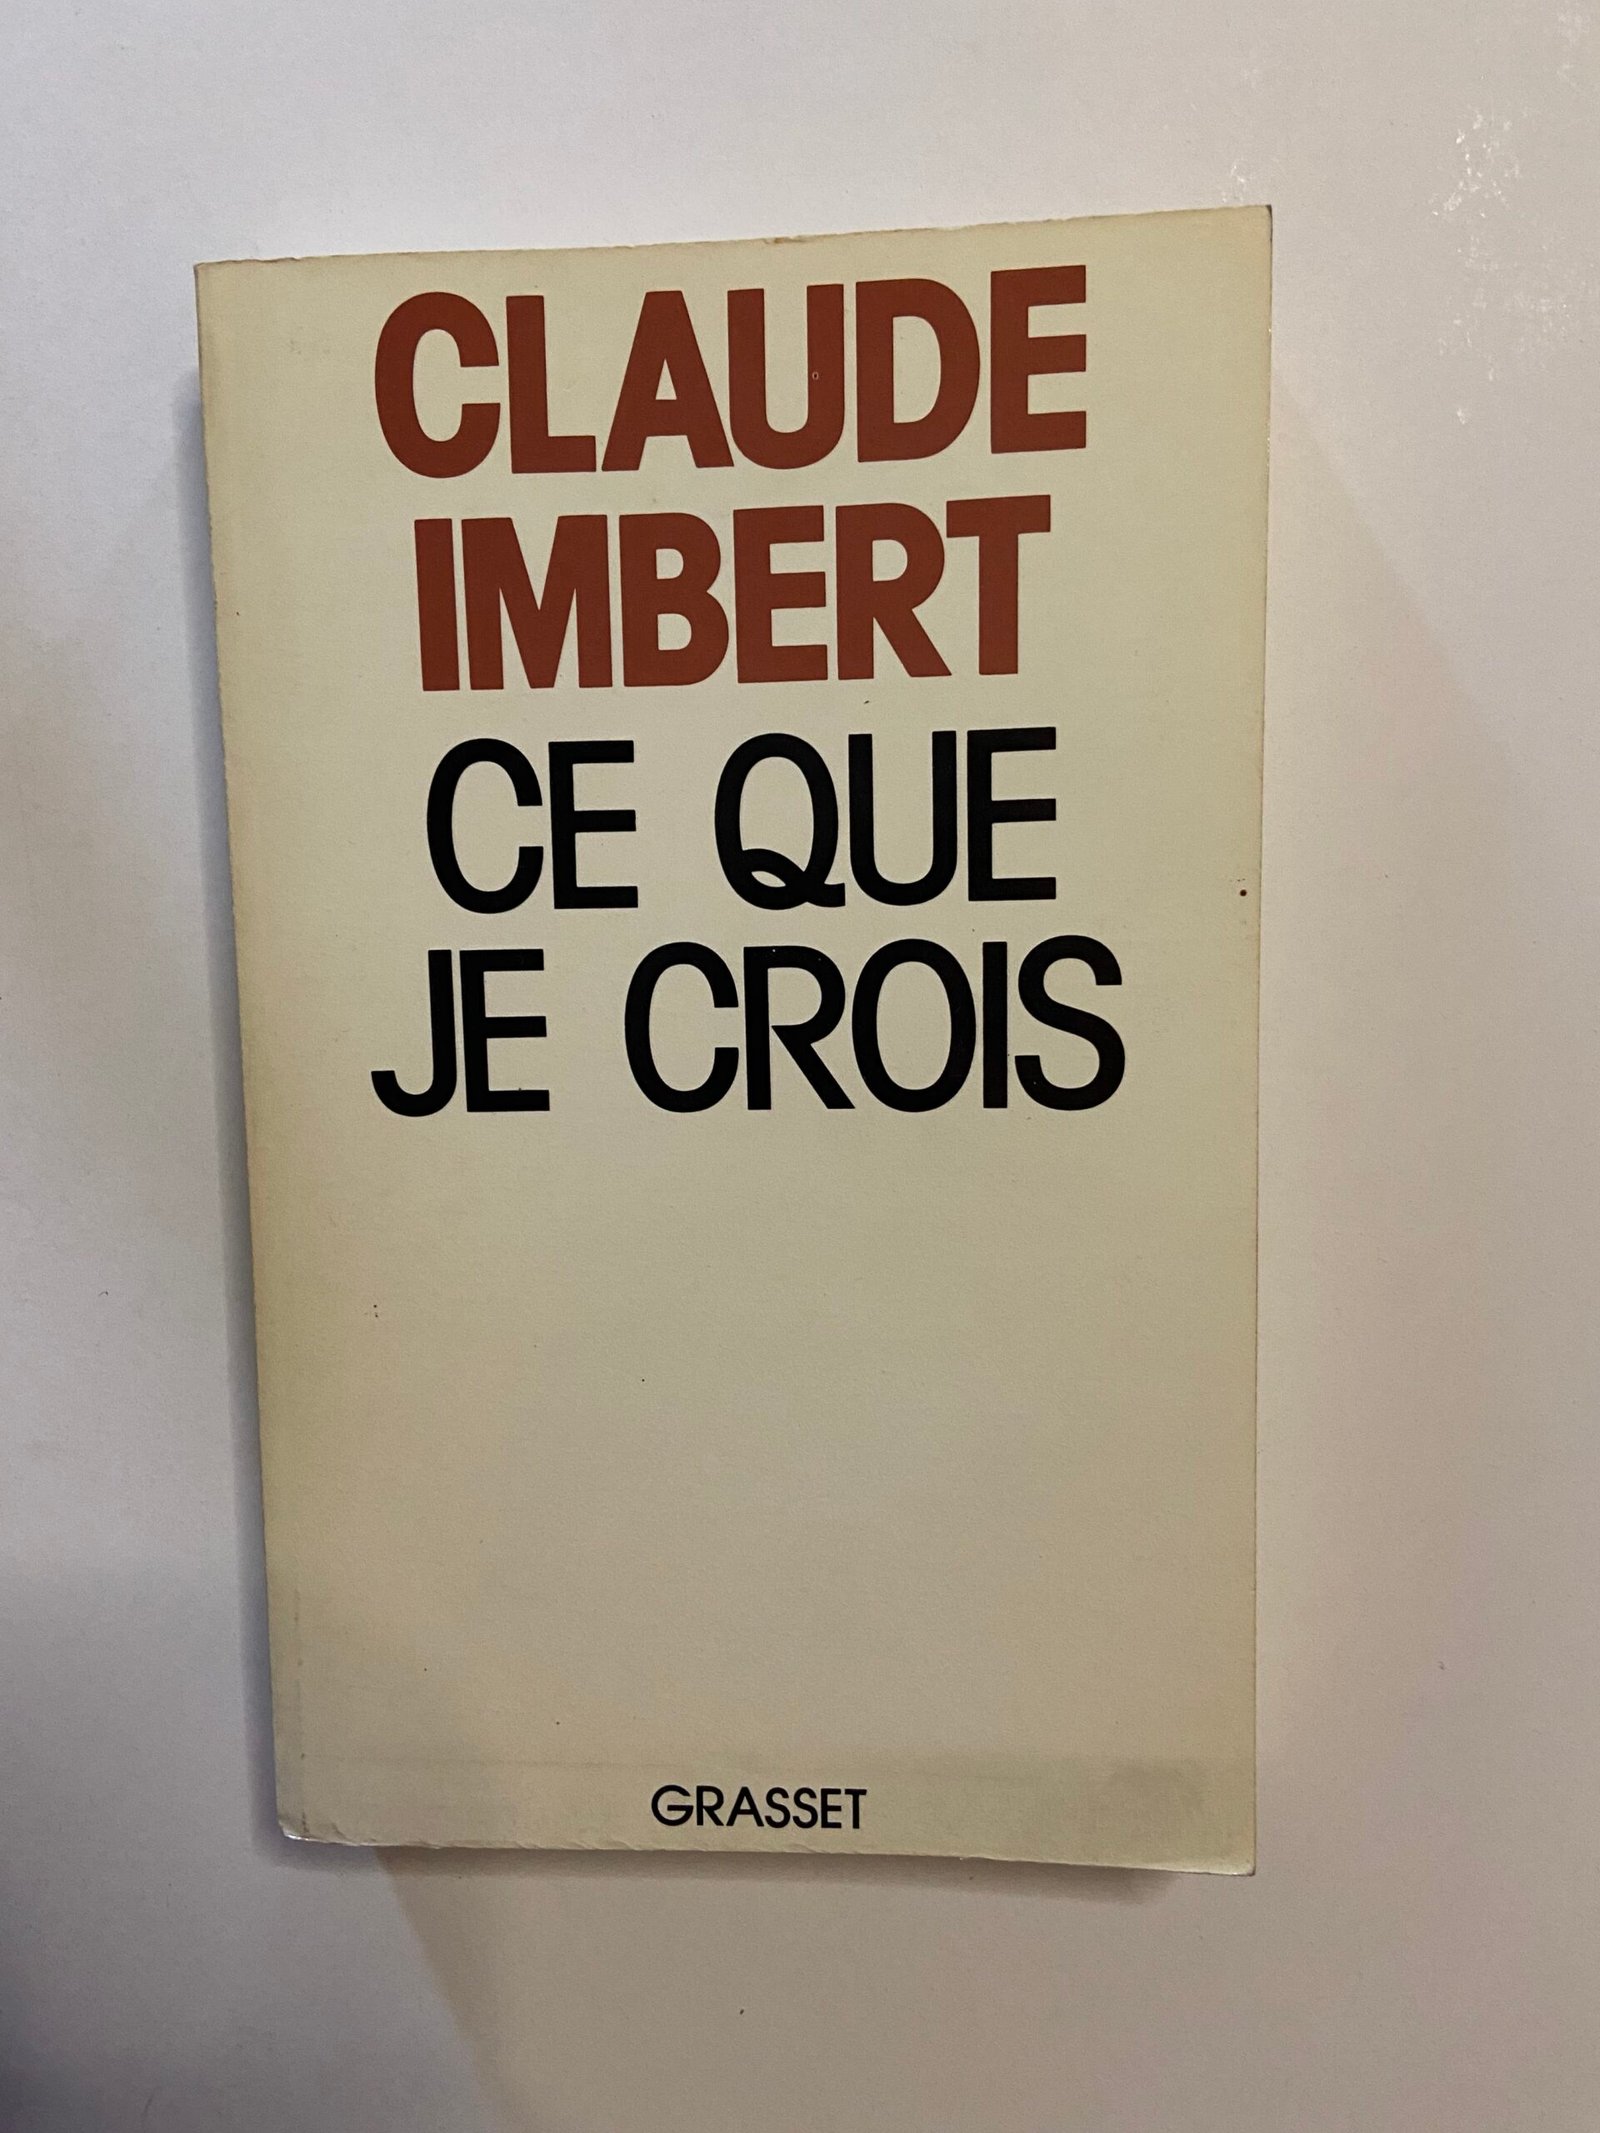 CLAUDE
IMBERT
CE QUE
JE CROIS
GRASSET